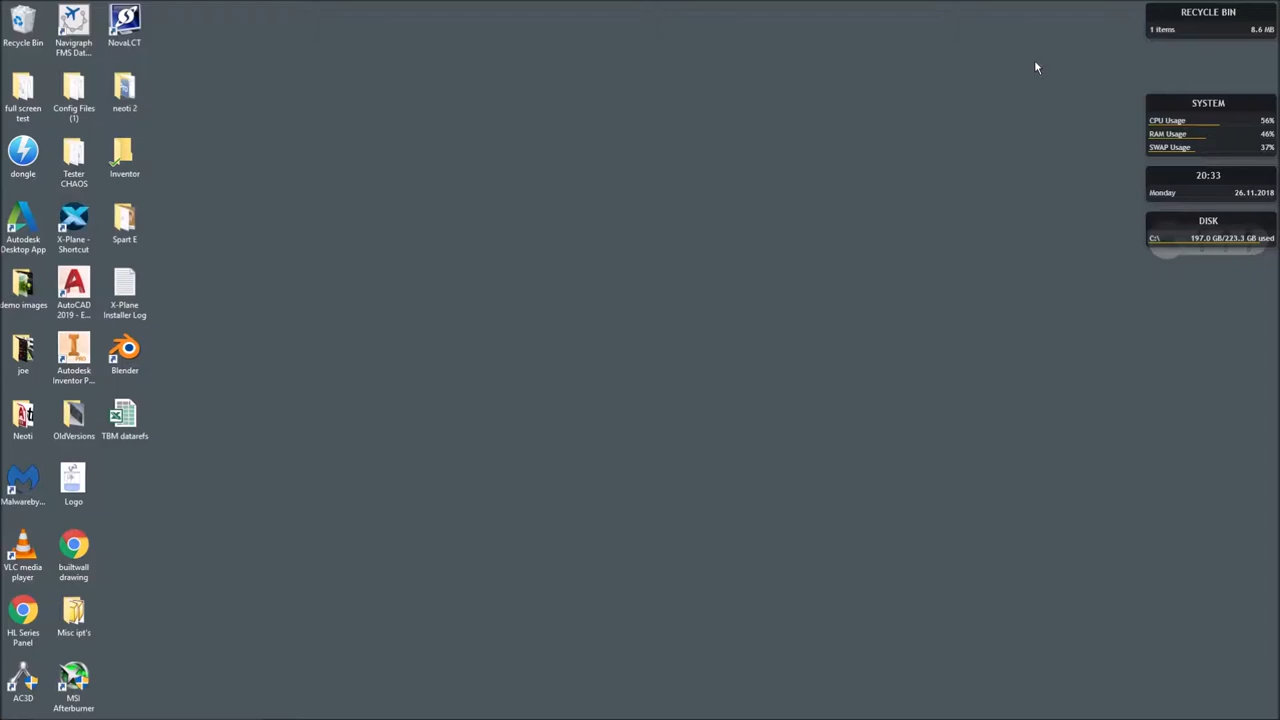 Recycle Bin
Navigraph
FMS Dat...
NovaLCT
full screen
test
Config Files
(1)
neoti 2
dongle
Tester
CHAOS
Inventor
Autodesk
Desktop App
X-Plane -
Shortcut
Spart E
demo images
AutoCAD
2019 - E...
X-Plane
Installer Log
joe
Autodesk
Inventor P...
Blender
Neoti
OldVersions
TBM datarefs
Malwareby...
Logo
VLC media
player
builtwall
drawing
HL Series
Panel
Misc ipt's
AC3D
MSI
Afterburner
RECYCLE BIN
1 items 8.6 MB
SYSTEM
CPU Usage 56%
RAM Usage 46%
SWAP Usage 37%
20:33
Monday 26.11.2018
DISK
C:\ 197.0 GB/223.3 GB used